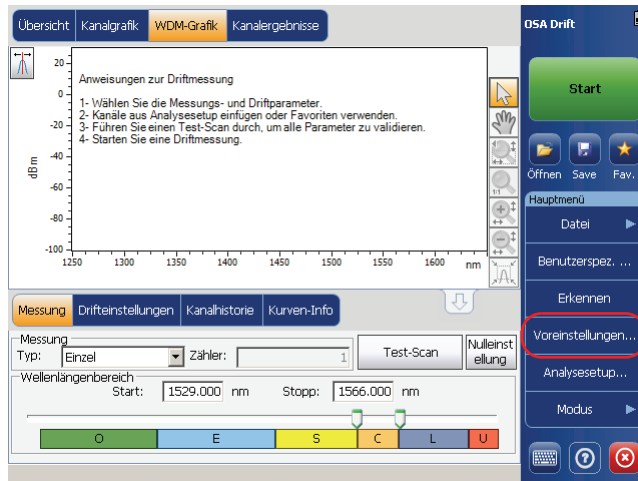 Übersicht Kanalgrafik WDM-Grafik Kanalergebnisse
Anweisungen zur Driftmessung
1- Wählen Sie die Messungs- und Driftparameter.
2- Kanäle aus Analysesetup einfügen oder Favoriten verwenden.
3- Führen Sie einen Test-Scan durch, um alle Parameter zu validieren.
4- Starten Sie eine Driftmessung.
20
0
-20
-40
-60
-80
-100
dBm
1250 1300 1350 1400 1450 1500 1550 1600 nm
1:1
Messung Drifteinstellungen Kanalhistorie Kurven-Info
Messung
Typ: Einzel Zähler: 1 Test-Scan Nulleinst
ellung
Wellenlängenbereich
Start: 1529.000 nm Stopp: 1566.000 nm
O E S C L U
OSA Drift
Start
Öffnen Save Fav.
Hauptmenü
Datei
Benutzerspez. ...
Erkennen
Voreinstellungen...
Analysesetup...
Modus